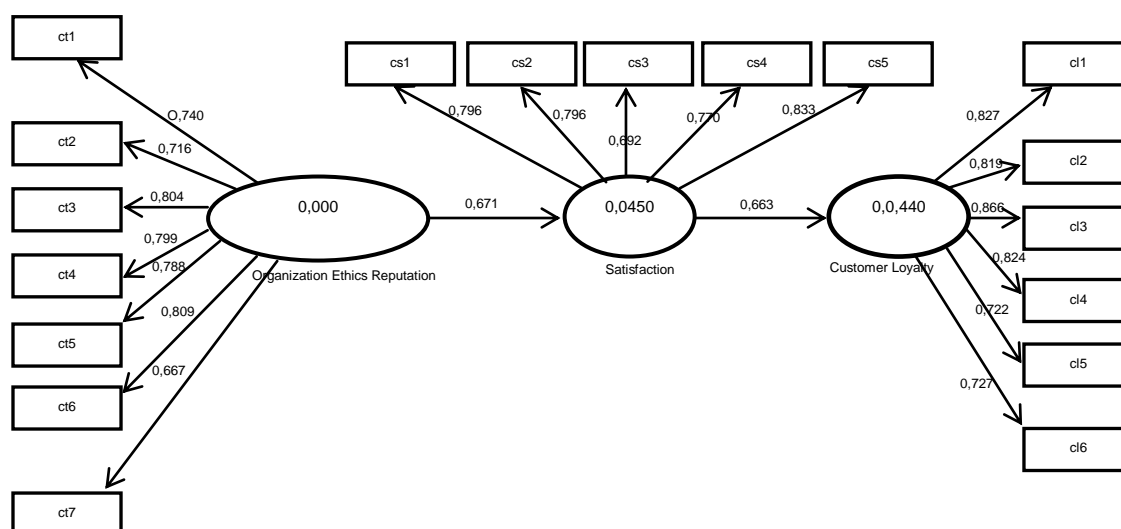 ct1
cs1
cs2
cs3
cs4
cs5
cl1
O,740
0,796
0,796
0,692
0,770
0,833
0,827
ct2
0,716
0,819
cl2
ct3
0,804
0,000
0,671
0,0450
0,663
0,0,440
0,866
cl3
0,799
ct4
0,788
Organization Ethics Reputation
Satisfaction
Customer Loyalty
0,824
cl4
0,809
0,722
ct5
cl5
0,667
0,727
ct6
cl6
ct7